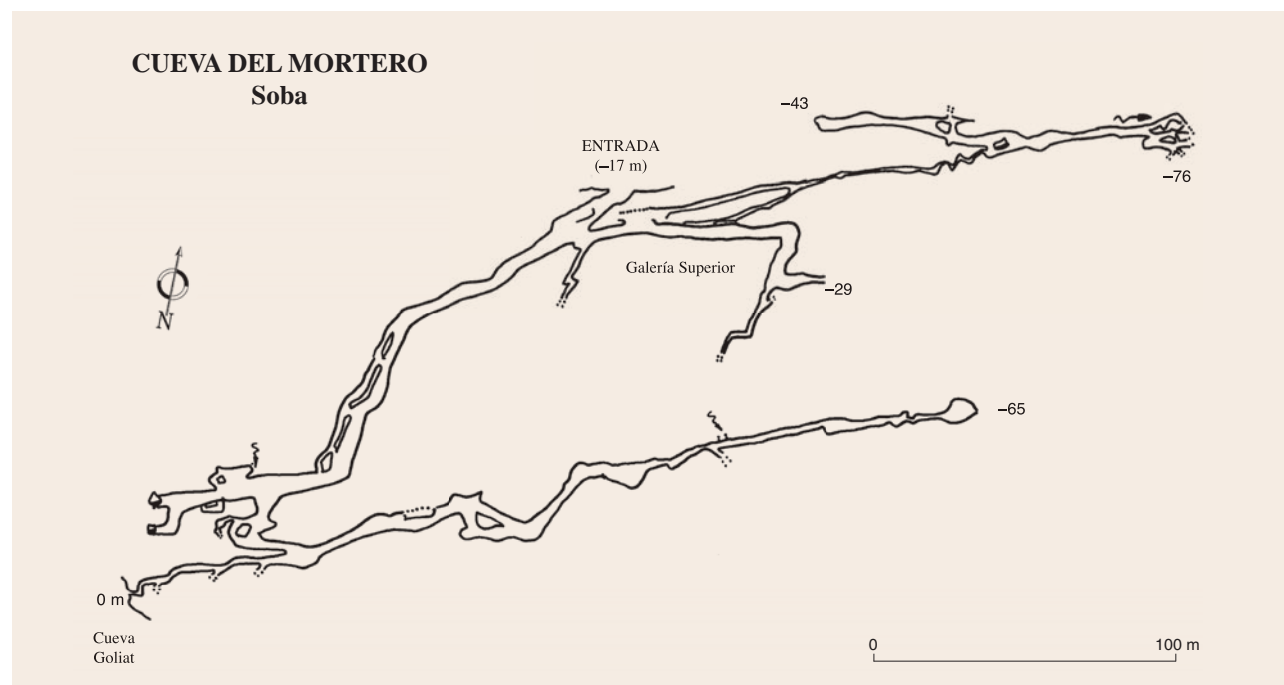 CUEVA DEL MORTERO
Soba
–43
ENTRADA
(–17 m)
–76
Galería Superior
–29
N
–65
0 m
Cueva
Goliat
0
100 m